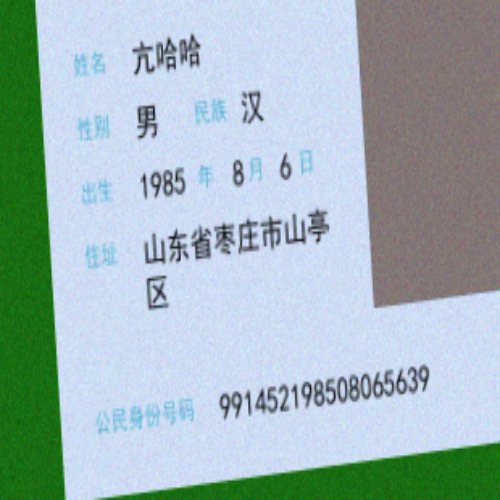 姓名 亢哈哈
性别 男 民族 汉
出生 1985 年 8 月 6 日
住址 山东省枣庄市山亭
区
公民身份号码 991452198508065639